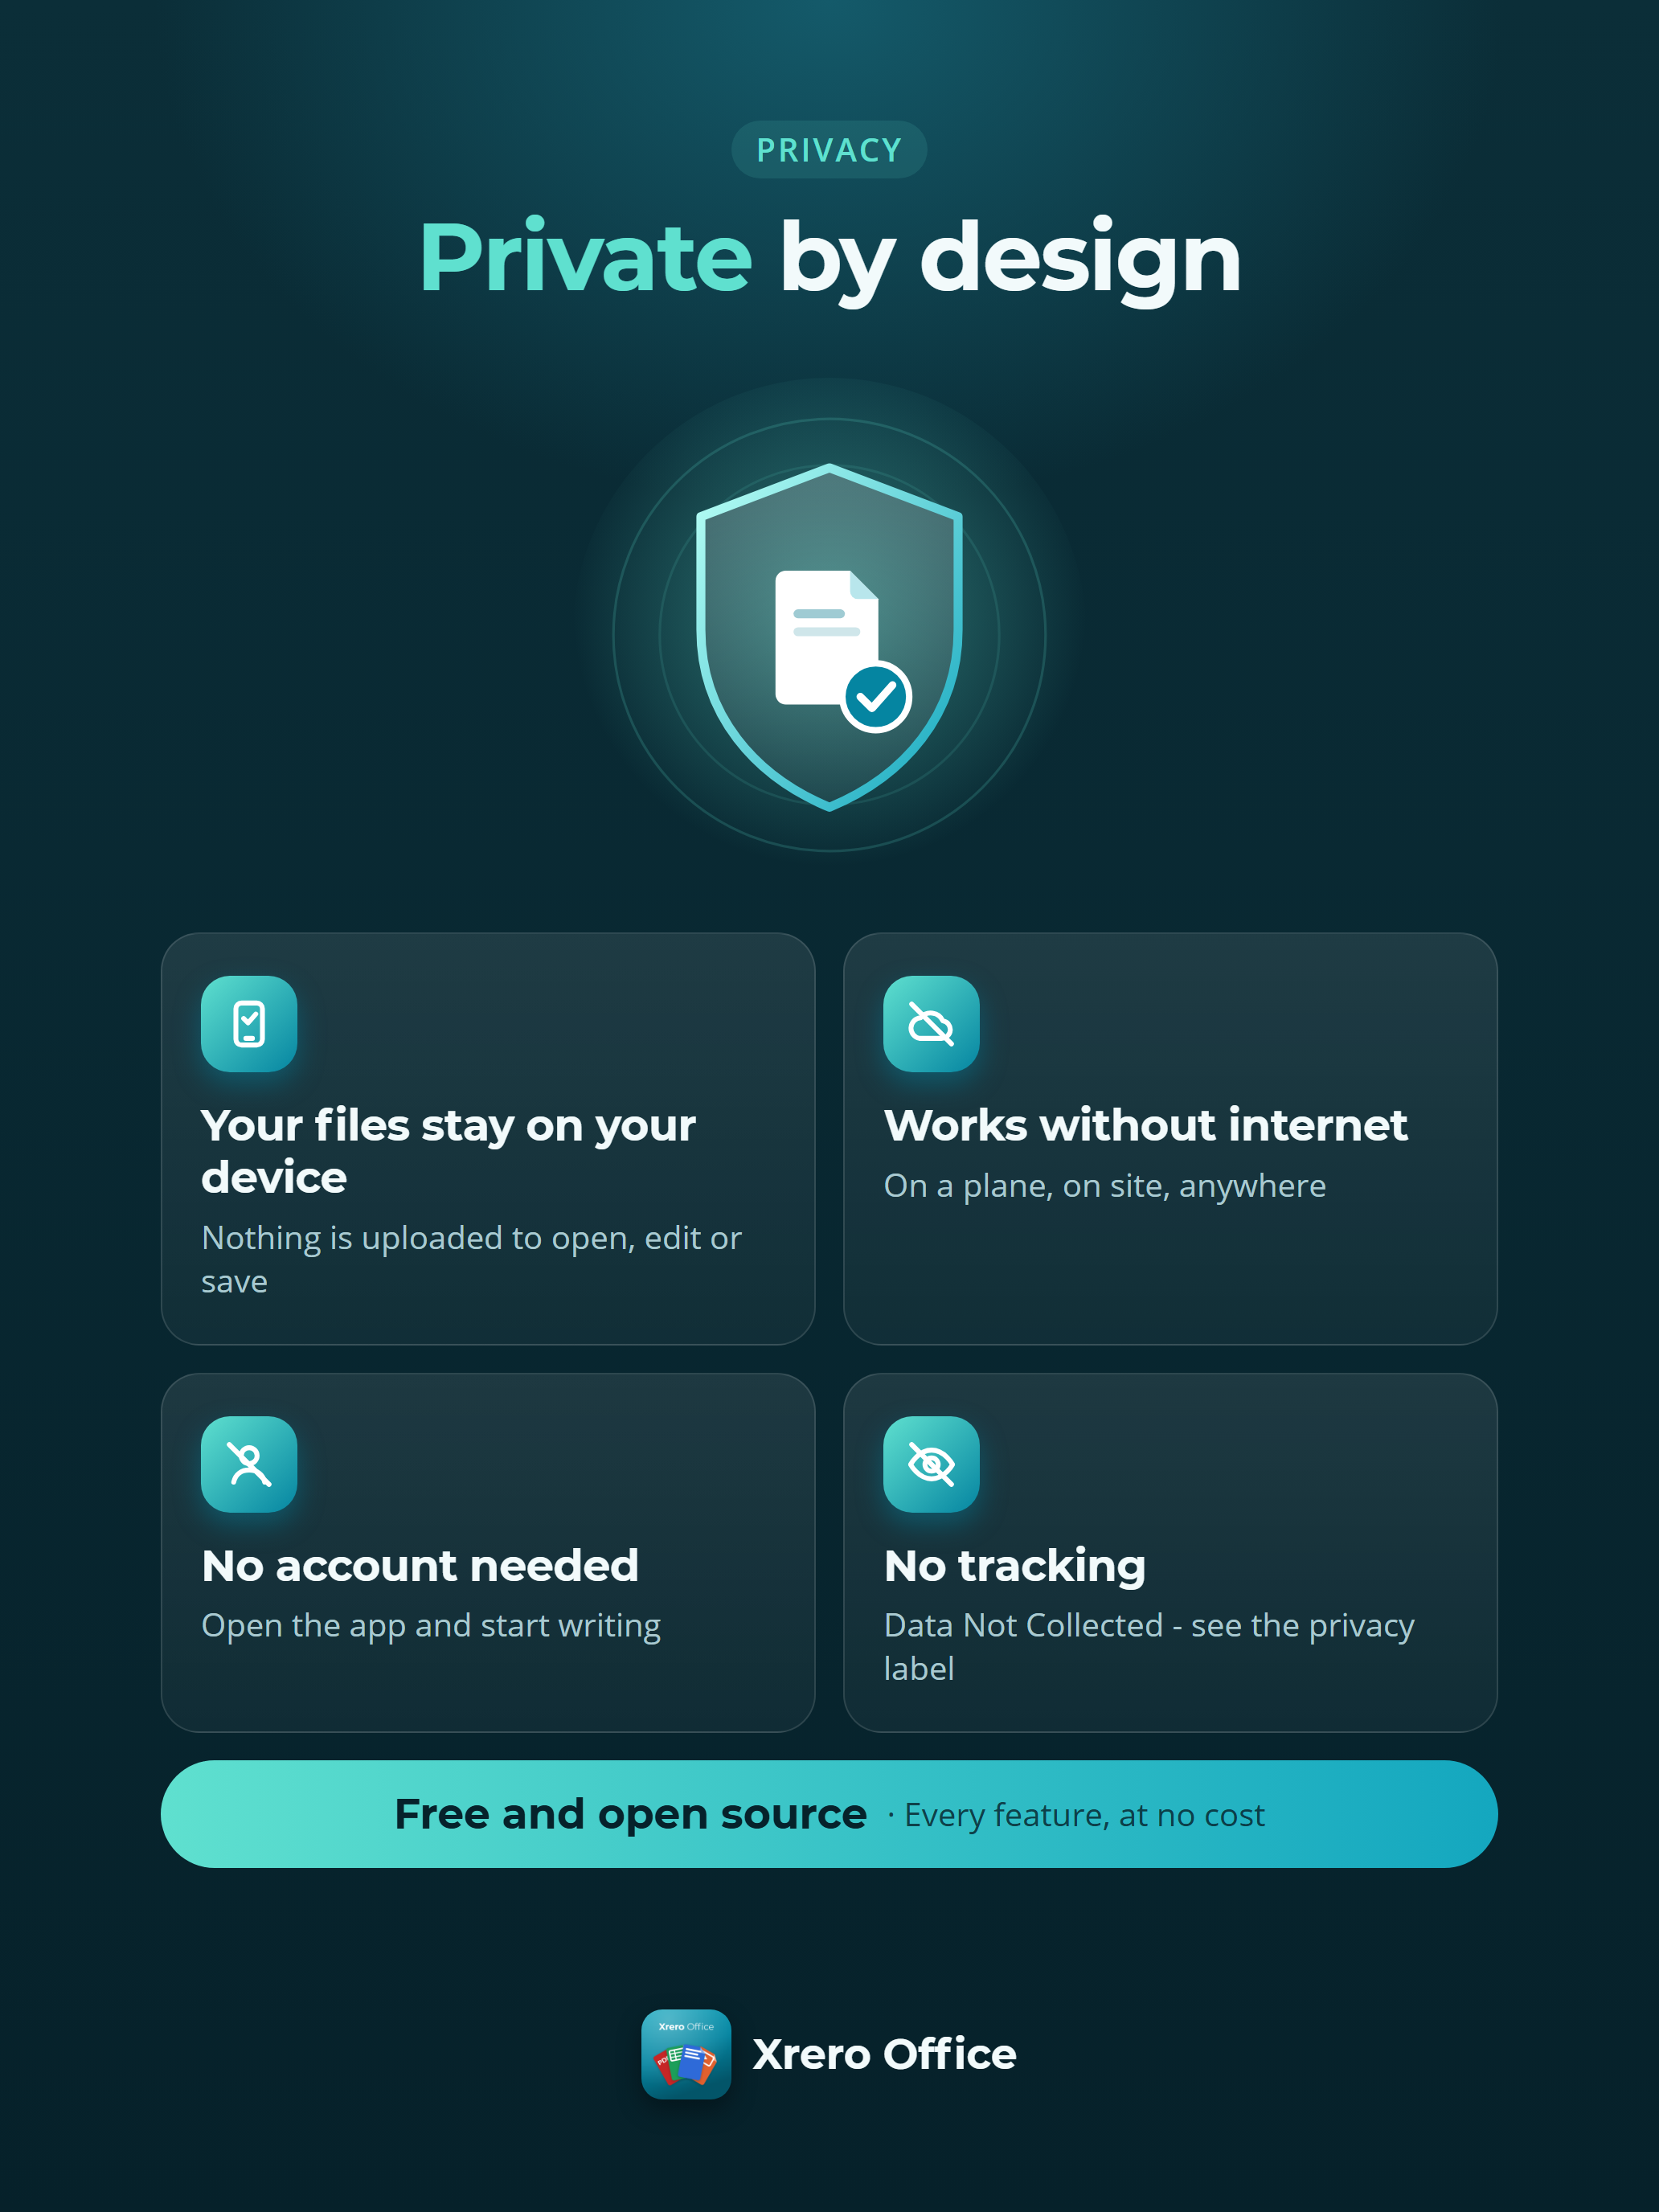 PRIVACY
Private by design
Your files stay on your
device
Nothing is uploaded to open, edit or
save
Works without internet
On a plane, on site, anywhere
No account needed
Open the app and start writing
No tracking
Data Not Collected - see the privacy
label
Free and open source · Every feature, at no cost
Xrero Office
PDF
Xrero Office